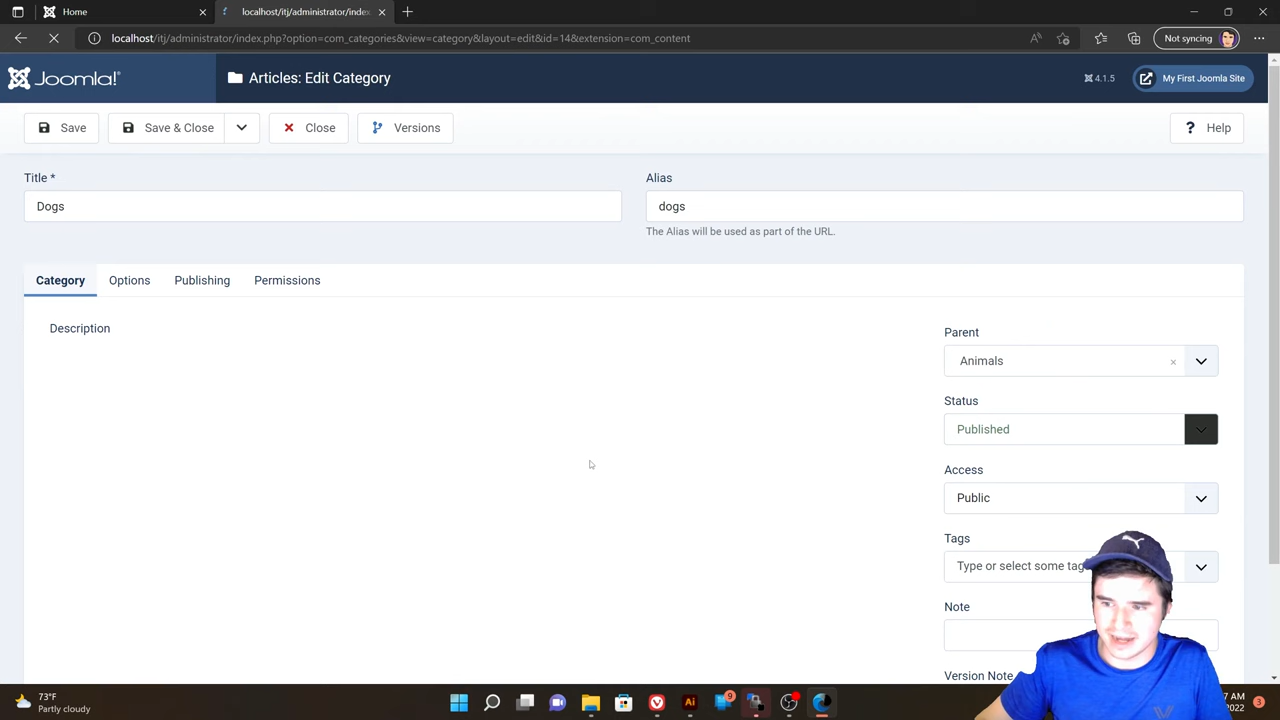 Home
localhost/itj/administrator/index
localhost/itj/administrator/index.php?option=com_categories&view=category&layout=edit&id=14&extension=com_content
Not syncing
Joomla!
Articles: Edit Category
4.1.5
My First Joomla Site
Save
Save & Close
Close
Versions
? Help
Title *
Alias
Dogs
dogs
The Alias will be used as part of the URL.
Category
Options
Publishing
Permissions
Description
Parent
Animals
Status
Published
Access
Public
Tags
Type or select some tag
Note
Version Note
73°F
Partly cloudy
Ai
9
7 AM
2022
3